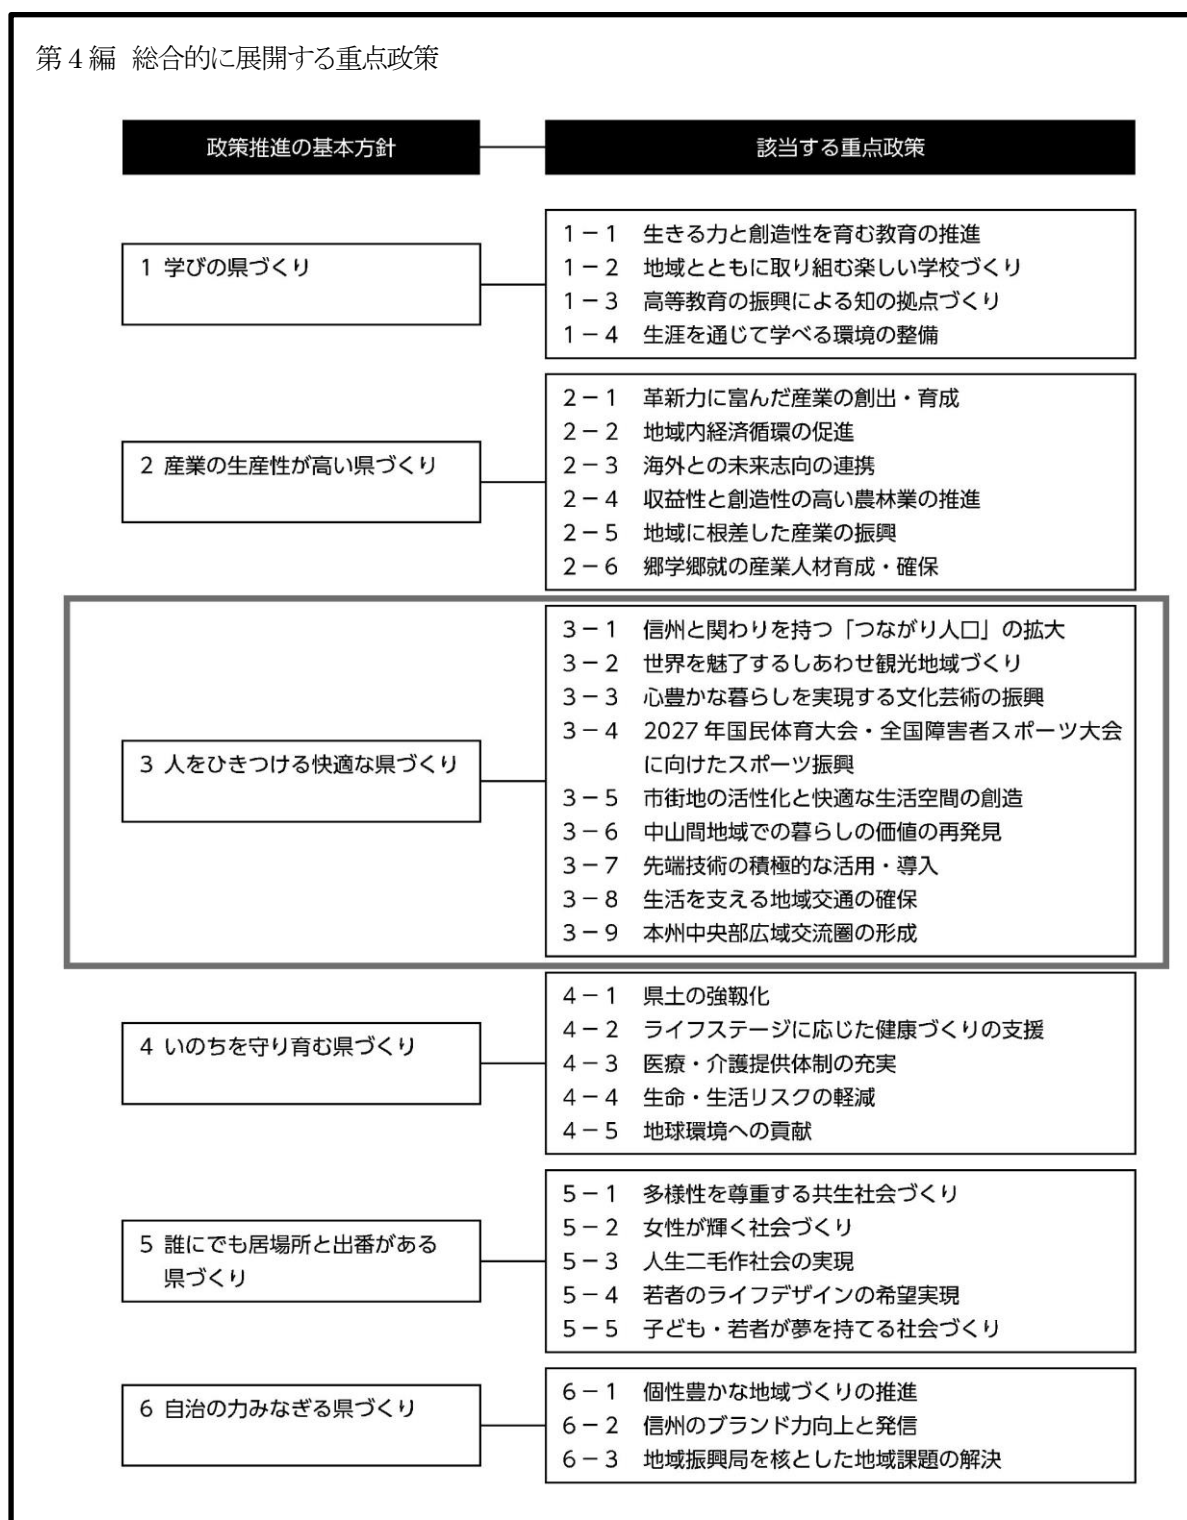 第４編 総合的に展開する重点政策
政策推進の基本方針
該当する重点政策
1 学びの県づくり
1－1 生きる力と創造性を育む教育の推進
1－2 地域とともに取り組む楽しい学校づくり
1－3 高等教育の振興による知の拠点づくり
1－4 生涯を通じて学べる環境の整備
2 産業の生産性が高い県づくり
2－1 革新力に富んだ産業の創出・育成
2－2 地域内経済循環の促進
2－3 海外との未来志向の連携
2－4 収益性と創造性の高い農林業の推進
2－5 地域に根差した産業の振興
2－6 郷学郷就の産業人材育成・確保
3 人をひきつける快適な県づくり
3－1 信州と関わりを持つ「つながり人口」の拡大
3－2 世界を魅了するしあわせ観光地域づくり
3－3 心豊かな暮らしを実現する文化芸術の振興
3－4 2027年国民体育大会・全国障害者スポーツ大会
に向けたスポーツ振興
3－5 市街地の活性化と快適な生活空間の創造
3－6 中山間地域での暮らしの価値の再発見
3－7 先端技術の積極的な活用・導入
3－8 生活を支える地域交通の確保
3－9 本州中央部広域交流圏の形成
4 いのちを守り育む県づくり
4－1 県土の強靱化
4－2 ライフステージに応じた健康づくりの支援
4－3 医療・介護提供体制の充実
4－4 生命・生活リスクの軽減
4－5 地球環境への貢献
5 誰にでも居場所と出番がある
県づくり
5－1 多様性を尊重する共生社会づくり
5－2 女性が輝く社会づくり
5－3 人生二毛作社会の実現
5－4 若者のライフデザインの希望実現
5－5 子ども・若者が夢を持てる社会づくり
6 自治の力みなぎる県づくり
6－1 個性豊かな地域づくりの推進
6－2 信州のブランド力向上と発信
6－3 地域振興局を核とした地域課題の解決